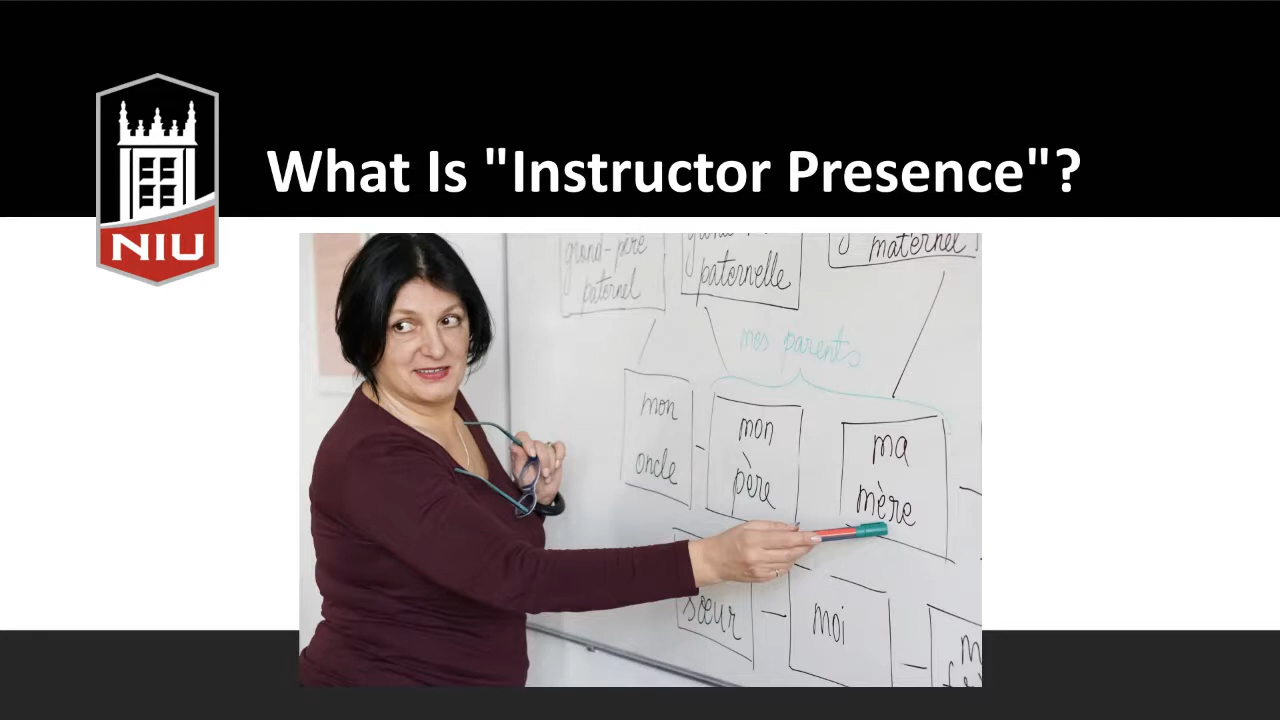 What Is "Instructor Presence"?
NIU
grand-père
paternel
paternelle
maternel
mes parents
mon
oncle
mon
père
ma
mère
sœur
moi